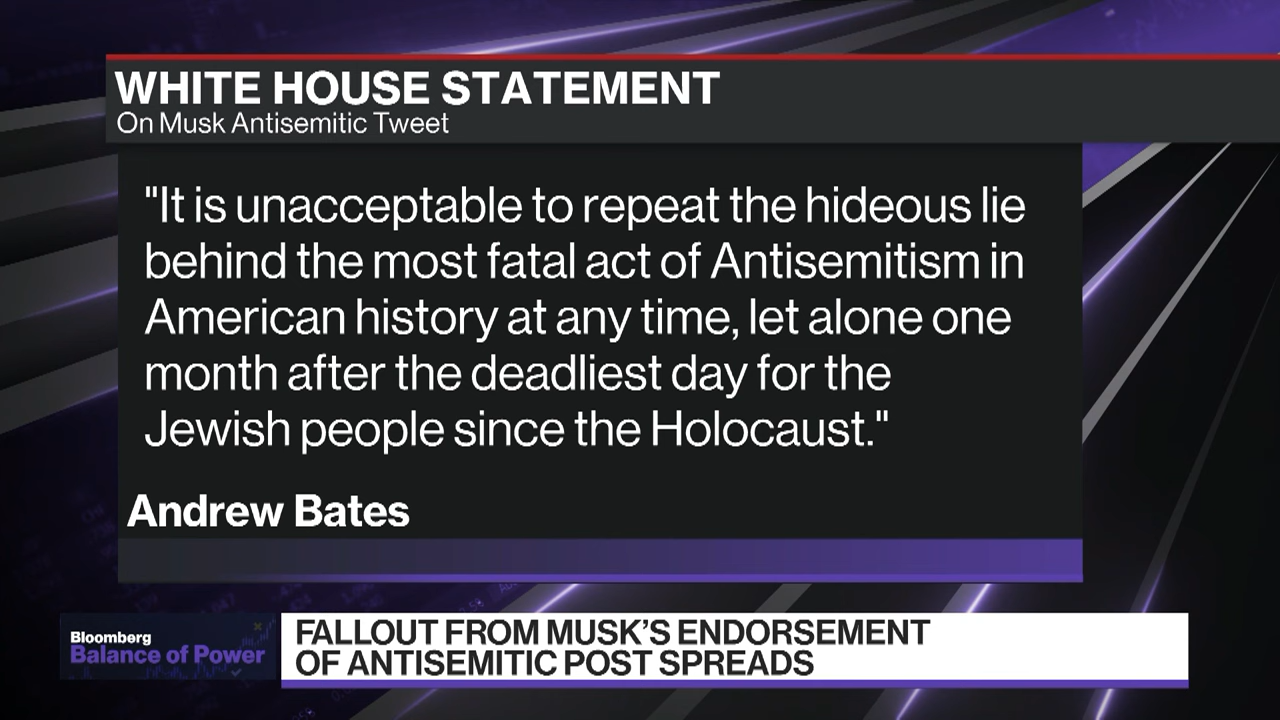 WHITE HOUSE STATEMENT
On Musk Antisemitic Tweet
"It is unacceptable to repeat the hideous lie
behind the most fatal act of Antisemitism in
American history at any time, let alone one
month after the deadliest day for the
Jewish people since the Holocaust."
Andrew Bates
Bloomberg
Balance of Power
FALLOUT FROM MUSK'S ENDORSEMENT
OF ANTISEMITIC POST SPREADS